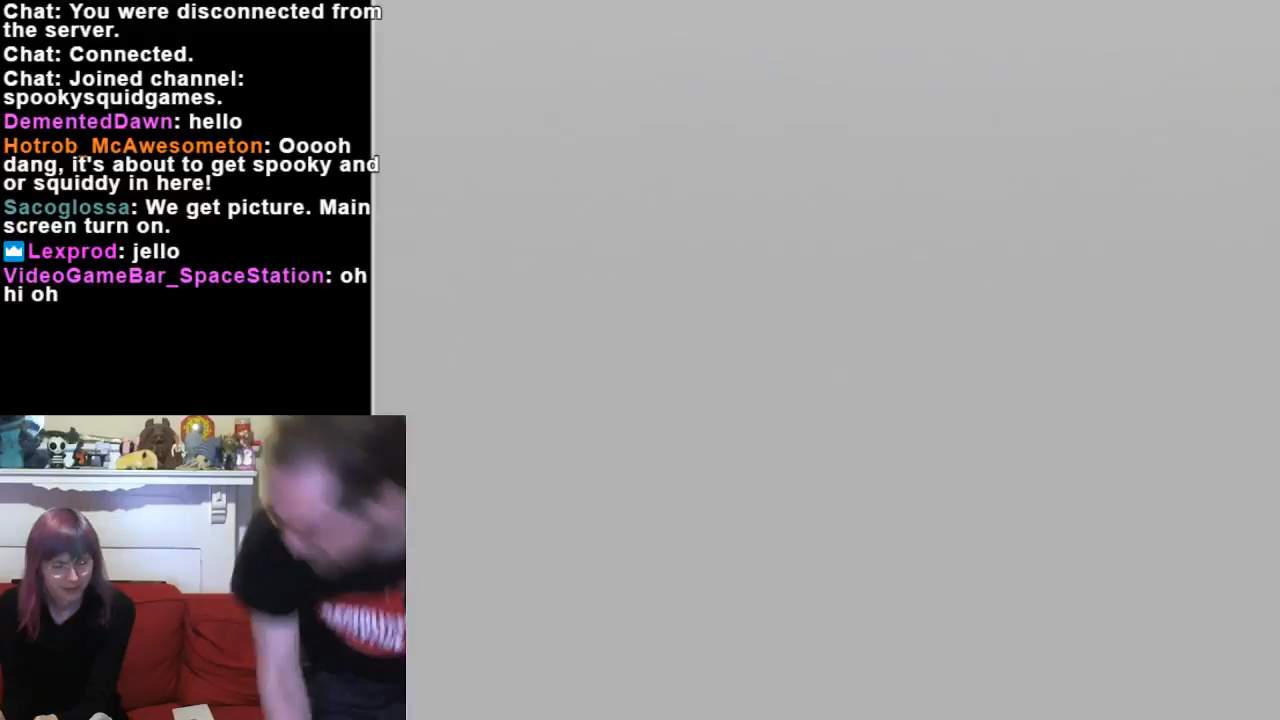 Chat: You were disconnected from
the server.
Chat: Connected.
Chat: Joined channel:
spookysquidgames.
DementedDawn: hello
Hotrob_McAwesometon: Ooooh
dang, it's about to get spooky and
or squiddy in here!
Sacoglossa: We get picture. Main
screen turn on.
Lexprod: jello
VideoGameBar_SpaceStation: oh
hi oh